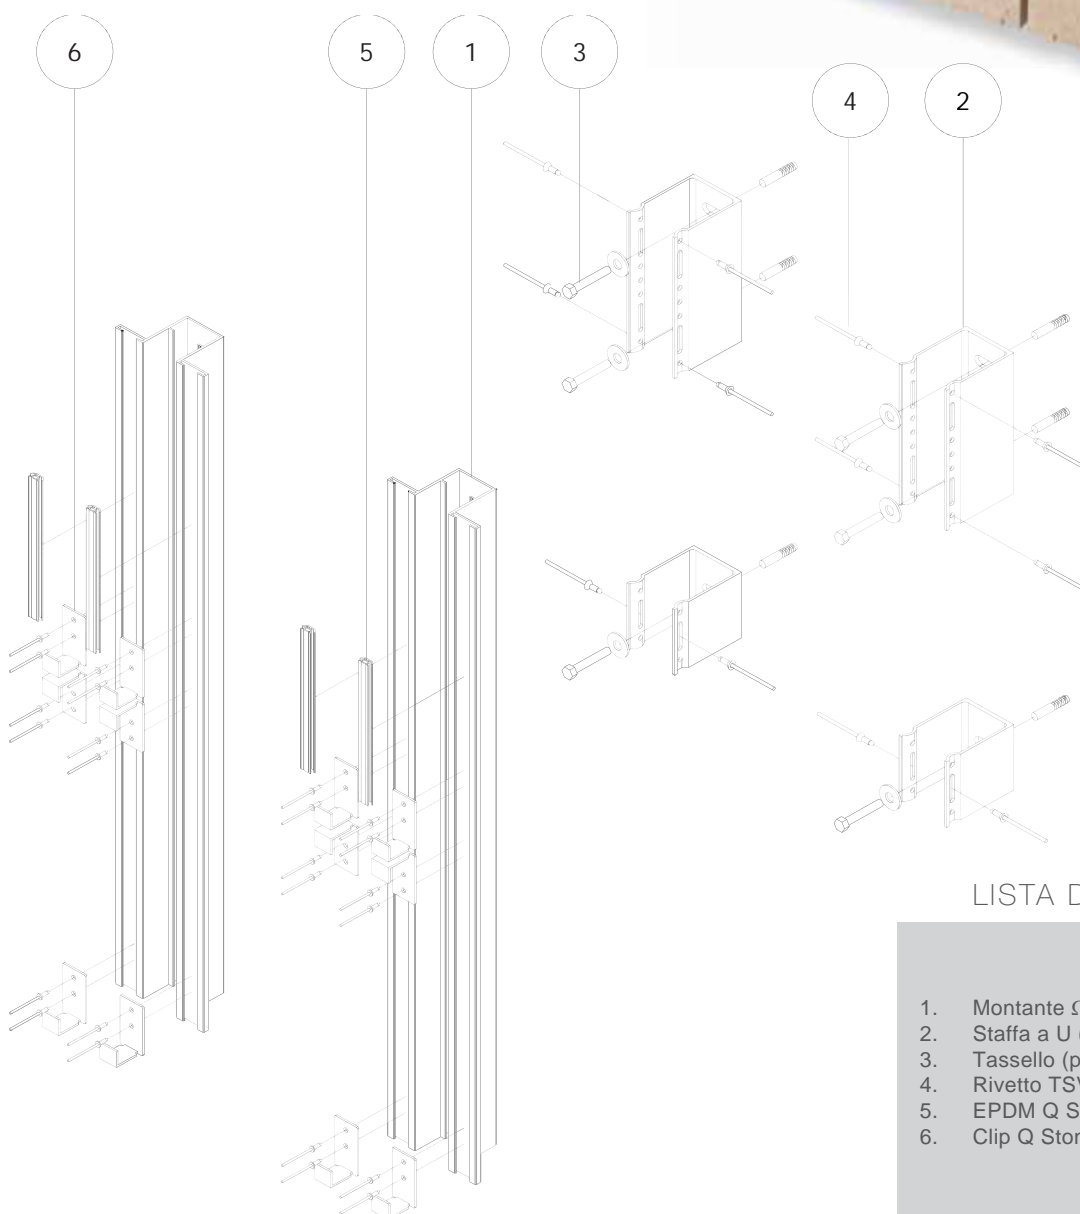 6
5
1
3
4
2
LISTA D
1. Montante Ω
2. Staffa a U
3. Tassello (p
4. Rivetto TSV
5. EPDM Q S
6. Clip Q Stor